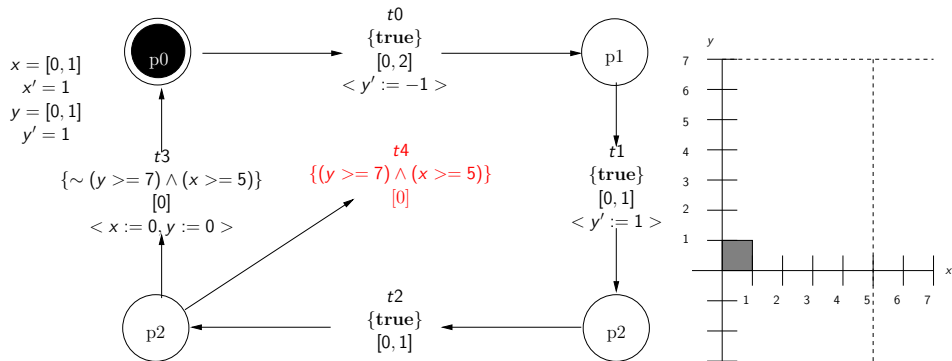 x = [0, 1]
x′ = 1
y = [0, 1]
y′ = 1
p0
t0
{true}
[0, 2]
< y′ := −1 >
p1
t3
{∼ (y >= 7) ∧ (x >= 5)}
[0]
< x := 0, y := 0 >
t4
{(y >= 7) ∧ (x >= 5)}
[0]
t1
{true}
[0, 1]
< y′ := 1 >
p2
t2
{true}
[0, 1]
p2
y
7
6
5
4
3
2
1
x
1 2 3 4 5 6 7